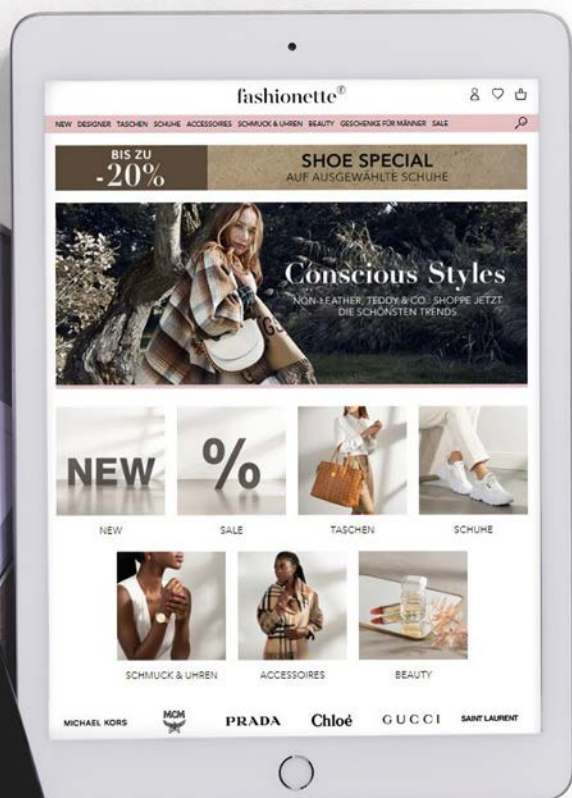 fashionette®
NEW DESIGNER TASCHEN SCHUHE ACCESSOIRES SCHMUCK & UHREN BEAUTY GESCHENKE FÜR MÄNNER SALE
BIS ZU
-20%
SHOE SPECIAL
AUF AUSGEWÄHLTE SCHUHE
Conscious Styles
NON-LEATHER, TEDDY & CO.: SHOPPE JETZT
DIE SCHÖNSTEN TRENDS
NEW
%
NEW
SALE
TASCHEN
SCHUHE
SCHMUCK & UHREN
ACCESSOIRES
BEAUTY
MICHAEL KORS
MCM
PRADA
Chloé
GUCCI
SAINT LAURENT